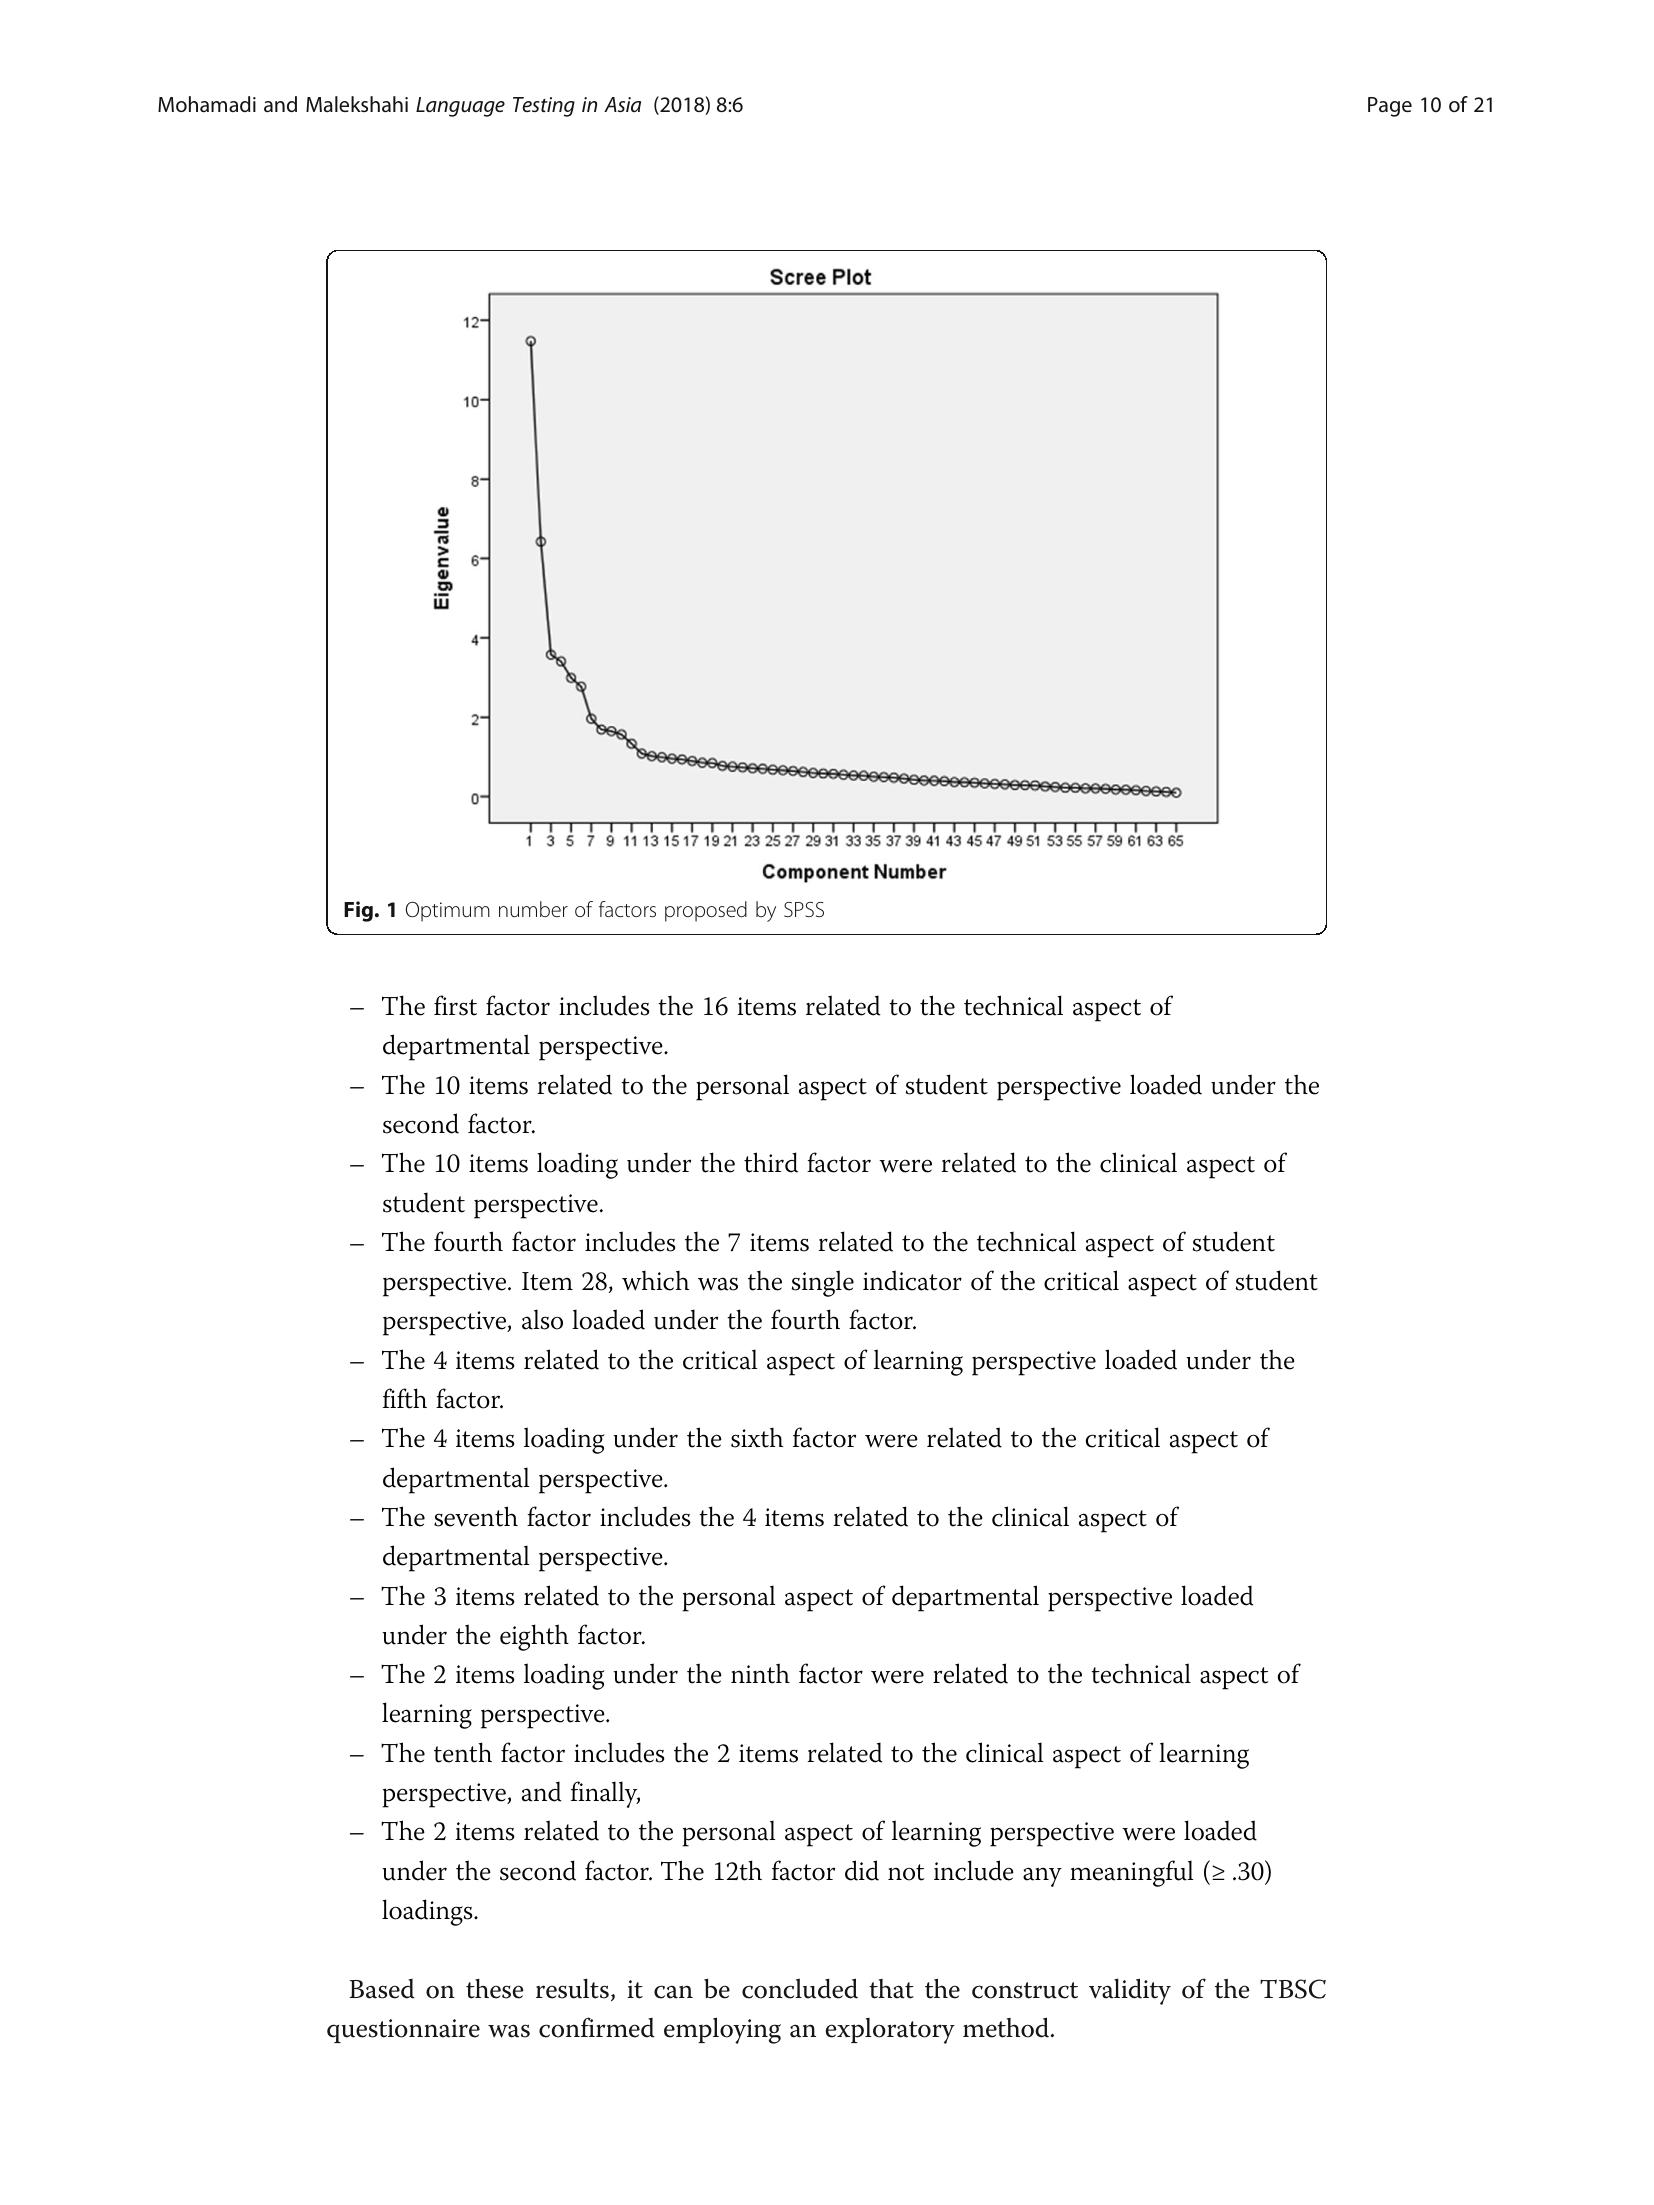 Mohamadi and Malekshahi Language Testing in Asia (2018) 8:6
Page 10 of 21
Scree Plot
12
10
8
6
4
2
0
Eigenvalue
1 3 5 7 9 11 13 15 17 19 21 23 25 27 29 31 33 35 37 39 41 43 45 47 49 51 53 55 57 59 61 63 65
Component Number
Fig. 1 Optimum number of factors proposed by SPSS
– The first factor includes the 16 items related to the technical aspect of
departmental perspective.
– The 10 items related to the personal aspect of student perspective loaded under the
second factor.
– The 10 items loading under the third factor were related to the clinical aspect of
student perspective.
– The fourth factor includes the 7 items related to the technical aspect of student
perspective. Item 28, which was the single indicator of the critical aspect of student
perspective, also loaded under the fourth factor.
– The 4 items related to the critical aspect of learning perspective loaded under the
fifth factor.
– The 4 items loading under the sixth factor were related to the critical aspect of
departmental perspective.
– The seventh factor includes the 4 items related to the clinical aspect of
departmental perspective.
– The 3 items related to the personal aspect of departmental perspective loaded
under the eighth factor.
– The 2 items loading under the ninth factor were related to the technical aspect of
learning perspective.
– The tenth factor includes the 2 items related to the clinical aspect of learning
perspective, and finally,
– The 2 items related to the personal aspect of learning perspective were loaded
under the second factor. The 12th factor did not include any meaningful (≥ .30)
loadings.
Based on these results, it can be concluded that the construct validity of the TBSC
questionnaire was confirmed employing an exploratory method.